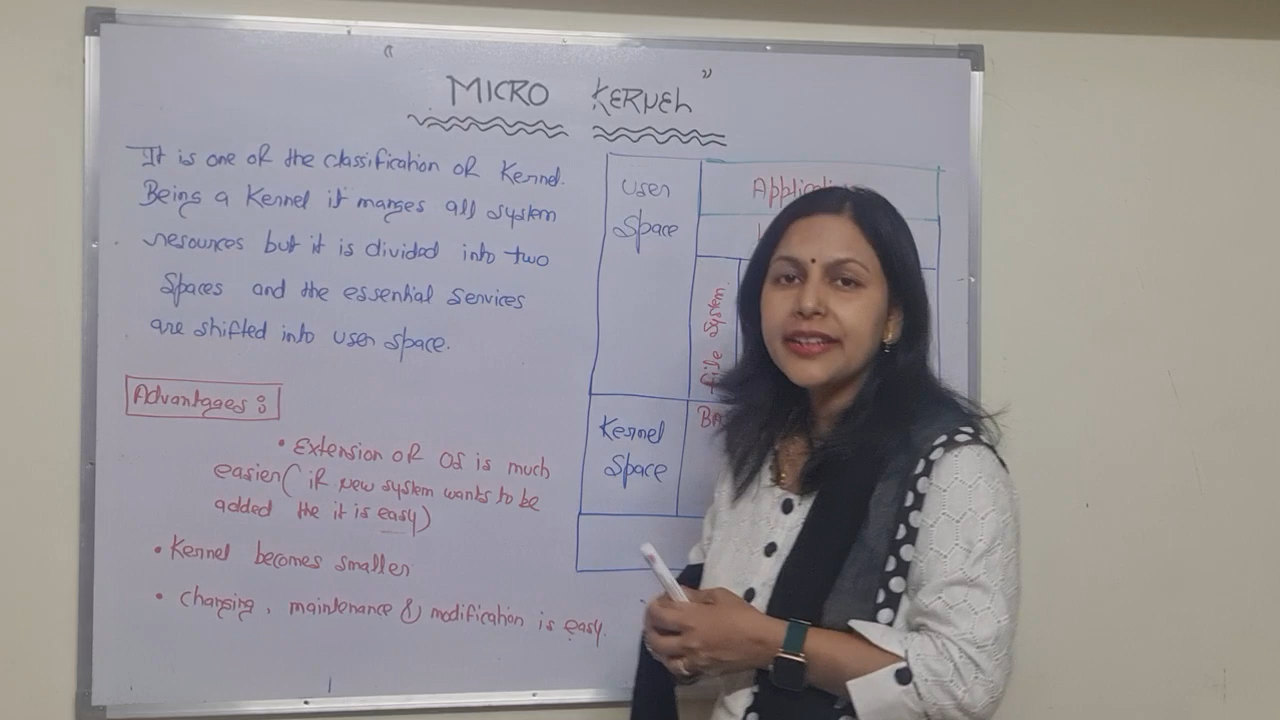 " MICRO KERNEL "
It is one of the classification of Kernel.
Being a Kernel it manges all system
resources but it is divided into two
Spaces and the essential services
are shifted into user space.
Advantages :
• Extension of OS is much
easier ( if new system wants to be
added the it is easy)
• Kernel becomes smaller
• Changing, maintenance & modification is easy.
User
Space
File System
Kernel
Space